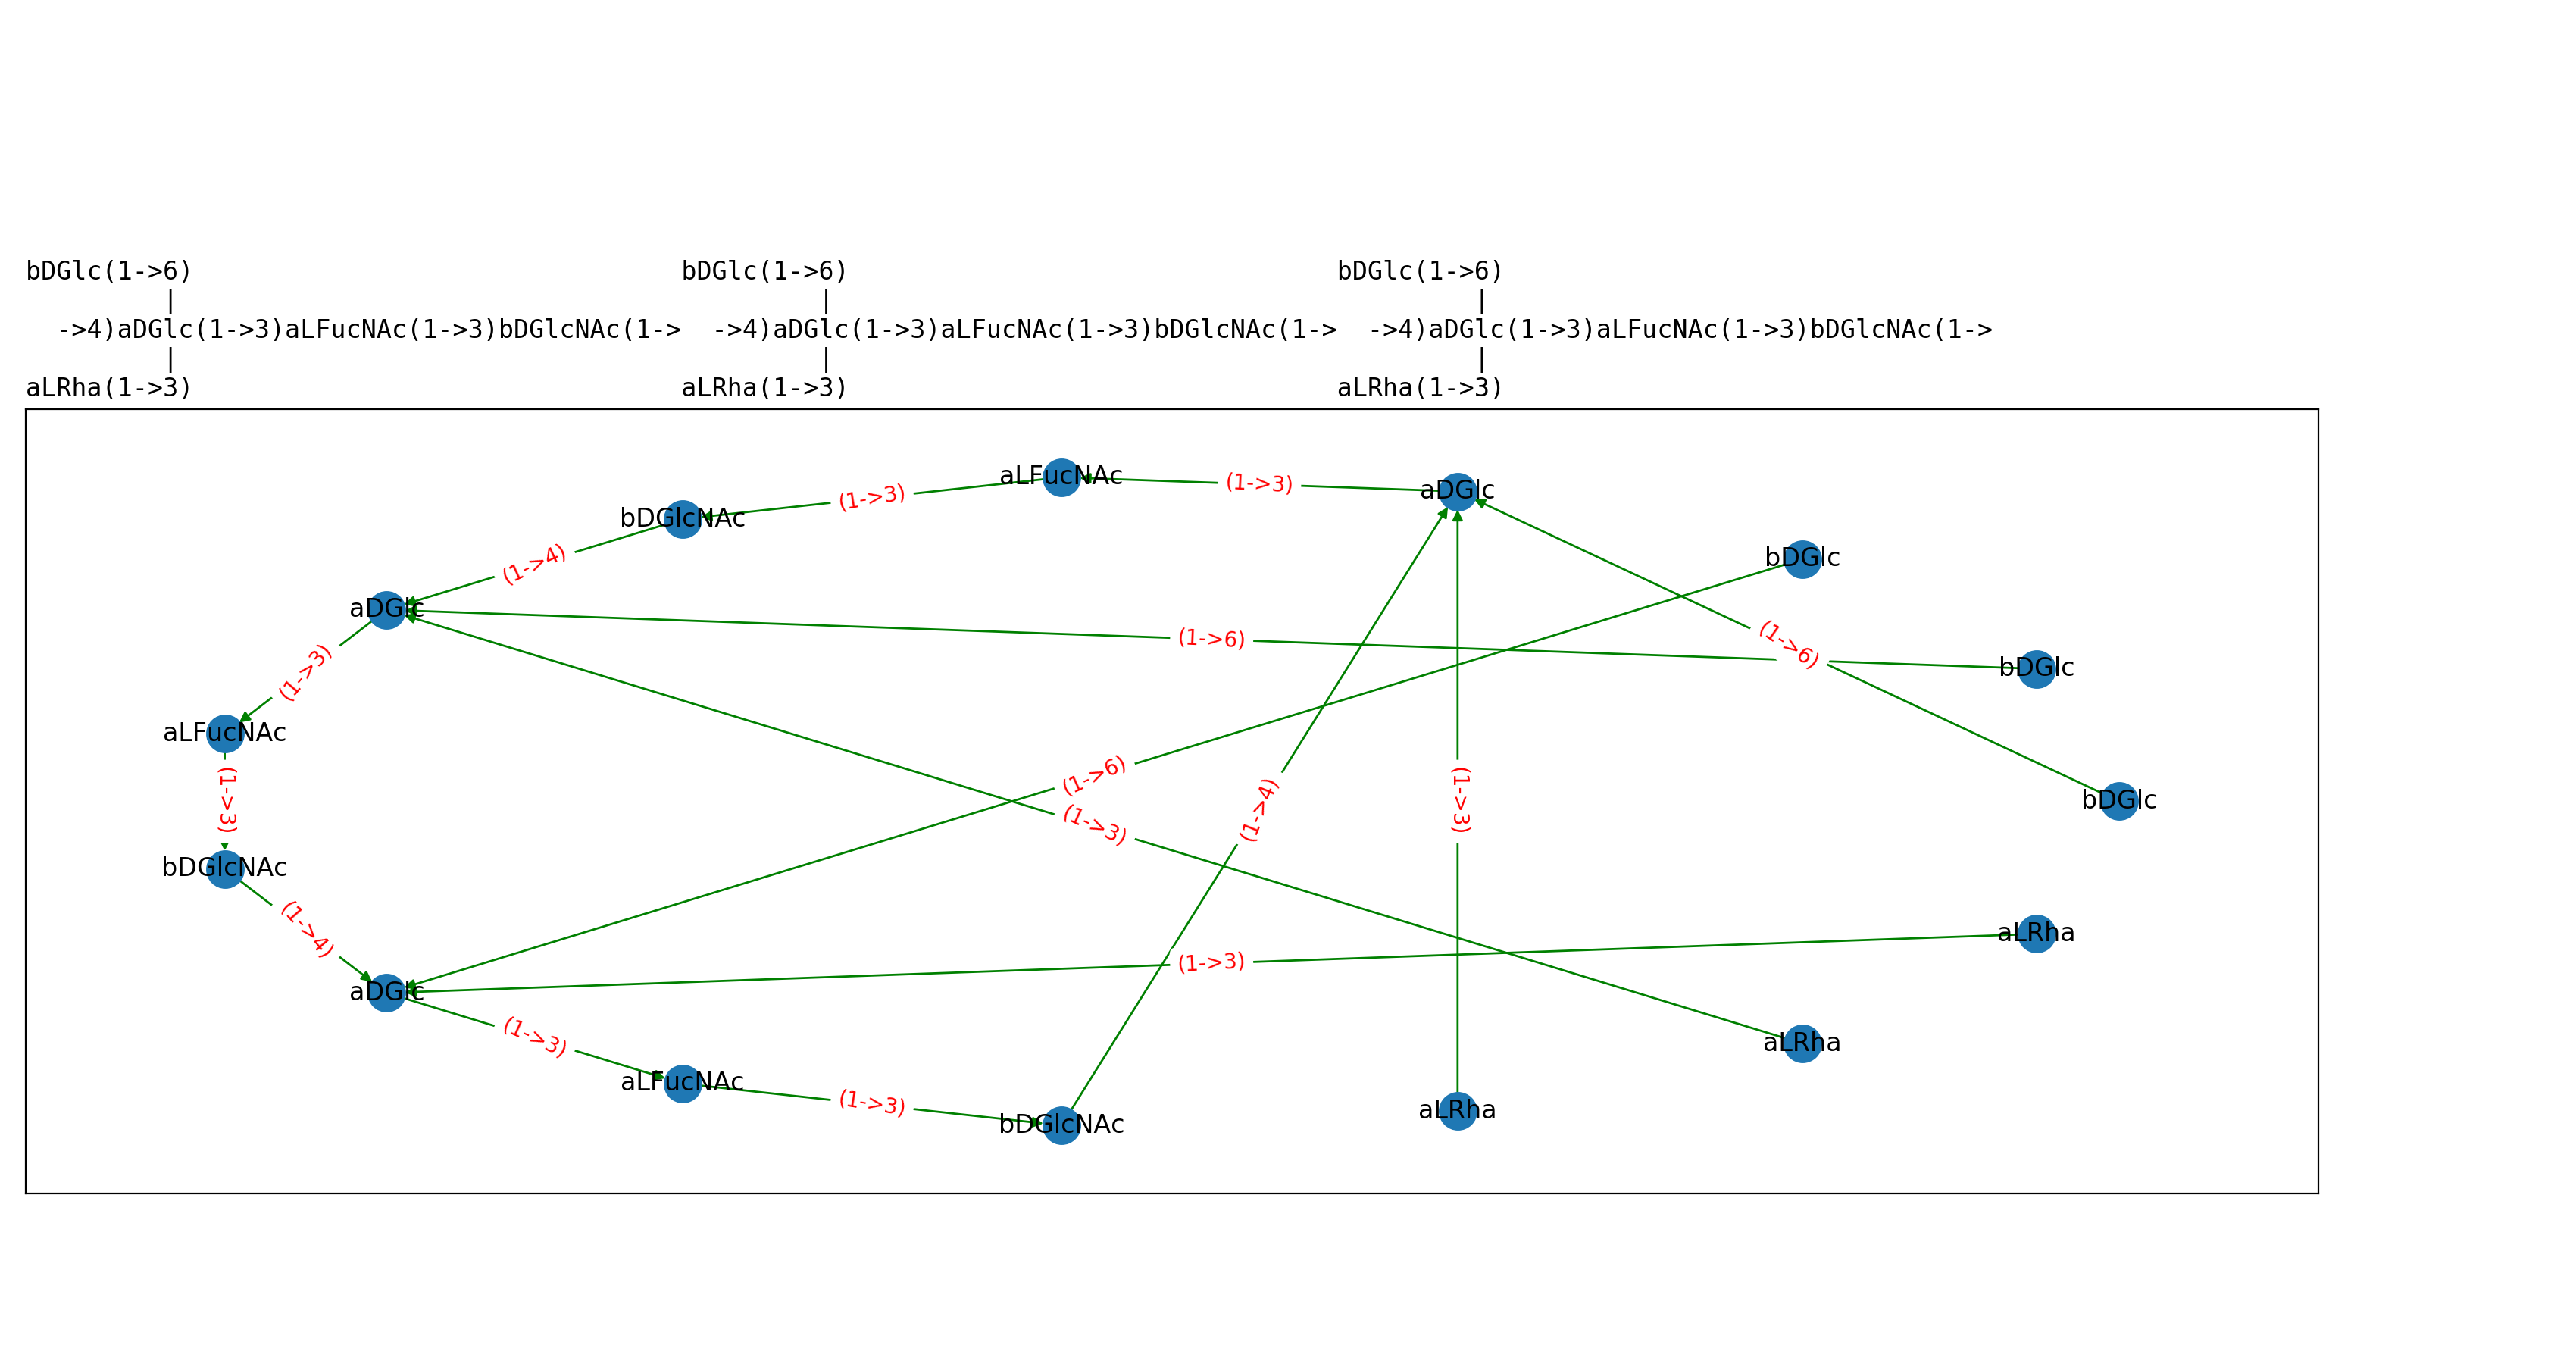 bDGlc(1->6)                                bDGlc(1->6)                                bDGlc(1->6)
         |                                          |                                          |
  ->4)aDGlc(1->3)aLFucNAc(1->3)bDGlcNAc(1->  ->4)aDGlc(1->3)aLFucNAc(1->3)bDGlcNAc(1->  ->4)aDGlc(1->3)aLFucNAc(1->3)bDGlcNAc(1->
         |                                          |                                          |
aLRha(1->3)                                aLRha(1->3)                                aLRha(1->3)
aLFucNAc
(1->3)
aDGlc
(1->3)
bDGlcNAc
(1->4)
bDGlc
aDGlc
(1->6)
(1->6)
bDGlc
(1->3)
aLFucNAc
(1->3)
(1->6)
(1->4)
(1->3)
bDGlc
(1->3)
bDGlcNAc
(1->4)
(1->3)
aLRha
aDGlc
(1->3)
aLRha
aLFucNAc
(1->3)
bDGlcNAc
aLRha